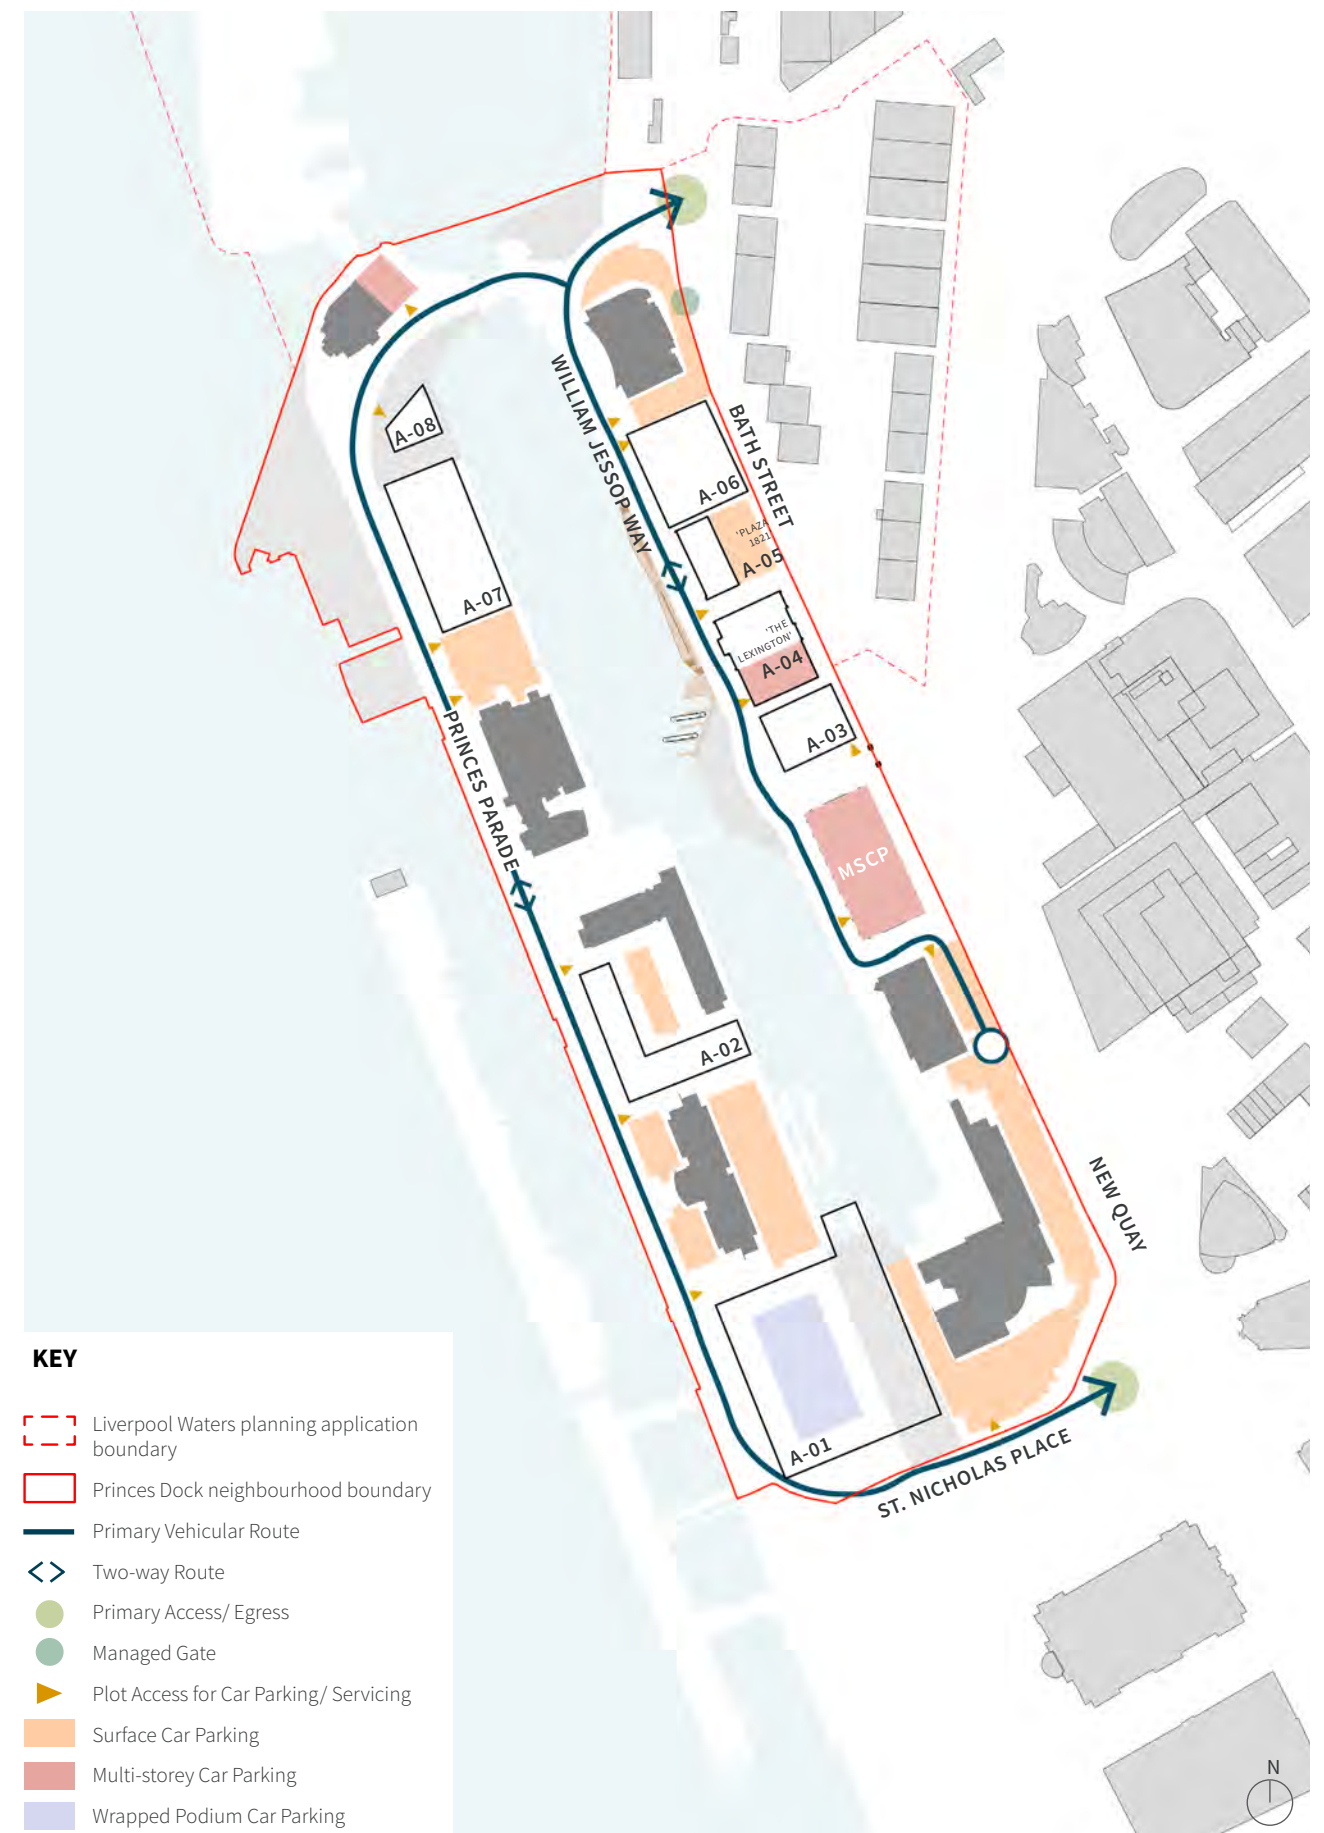 WILLIAM JESSOP WAY
BATH STREET
A-08
A-06
'PLAZA
1821
A-05
A-07
'THE
LEXINGTON'
A-04
A-03
PRINCES PARADE
MSCP
A-02
NEW QUAY
A-01
ST. NICHOLAS PLACE
KEY
Liverpool Waters planning application
boundary
Princes Dock neighbourhood boundary
Primary Vehicular Route
Two-way Route
Primary Access/ Egress
Managed Gate
Plot Access for Car Parking/ Servicing
Surface Car Parking
Multi-storey Car Parking
Wrapped Podium Car Parking
N